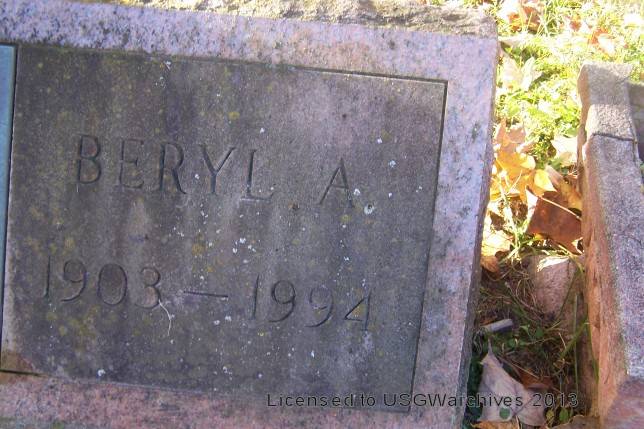 BERYL A.
1903 – 1994
Licensed to USGWarchives 2013